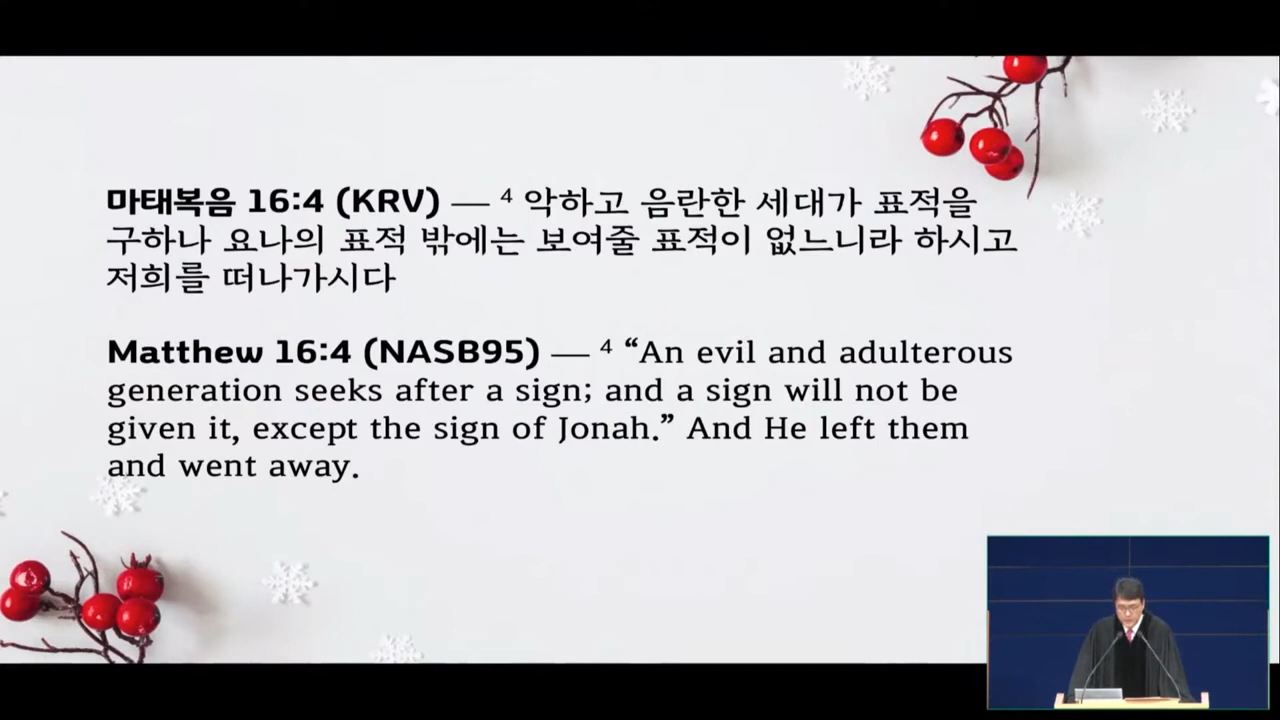 마태복음 16:4 (KRV) — ⁴ 악하고 음란한 세대가 표적을
구하나 요나의 표적 밖에는 보여줄 표적이 없느니라 하시고
저희를 떠나가시다
Matthew 16:4 (NASB95) — ⁴ “An evil and adulterous
generation seeks after a sign; and a sign will not be
given it, except the sign of Jonah.” And He left them
and went away.